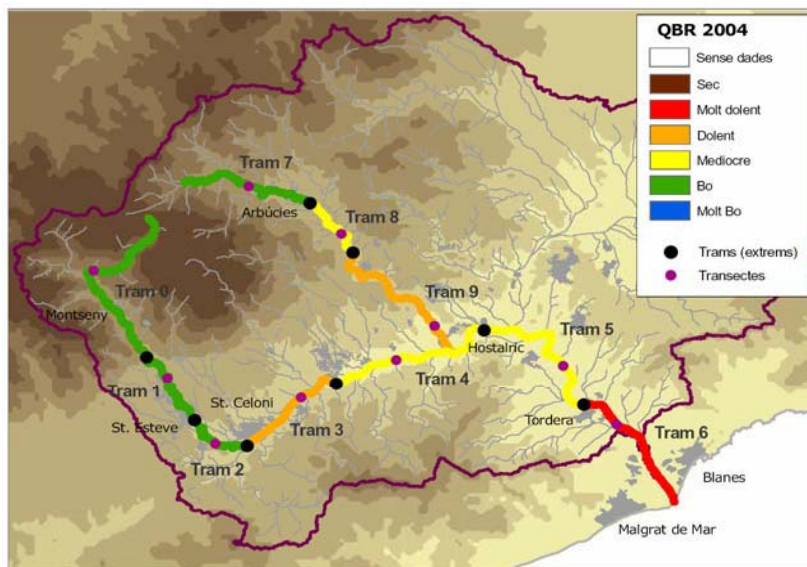 QBR 2004
Sense dades
Sec
Molt dolent
Dolent
Mediocre
Bo
Molt Bo
Trams (extrems)
Transectes
Tram 7
Arbúcies
Tram 8
Tram 0
Montseny
Tram 9
Tram 5
Hostalric
Tram 1
St. Celoni
Tram 4
St. Esteve
Tram 3
Tordera
Tram 2
Tram 6
Blanes
Malgrat de Mar